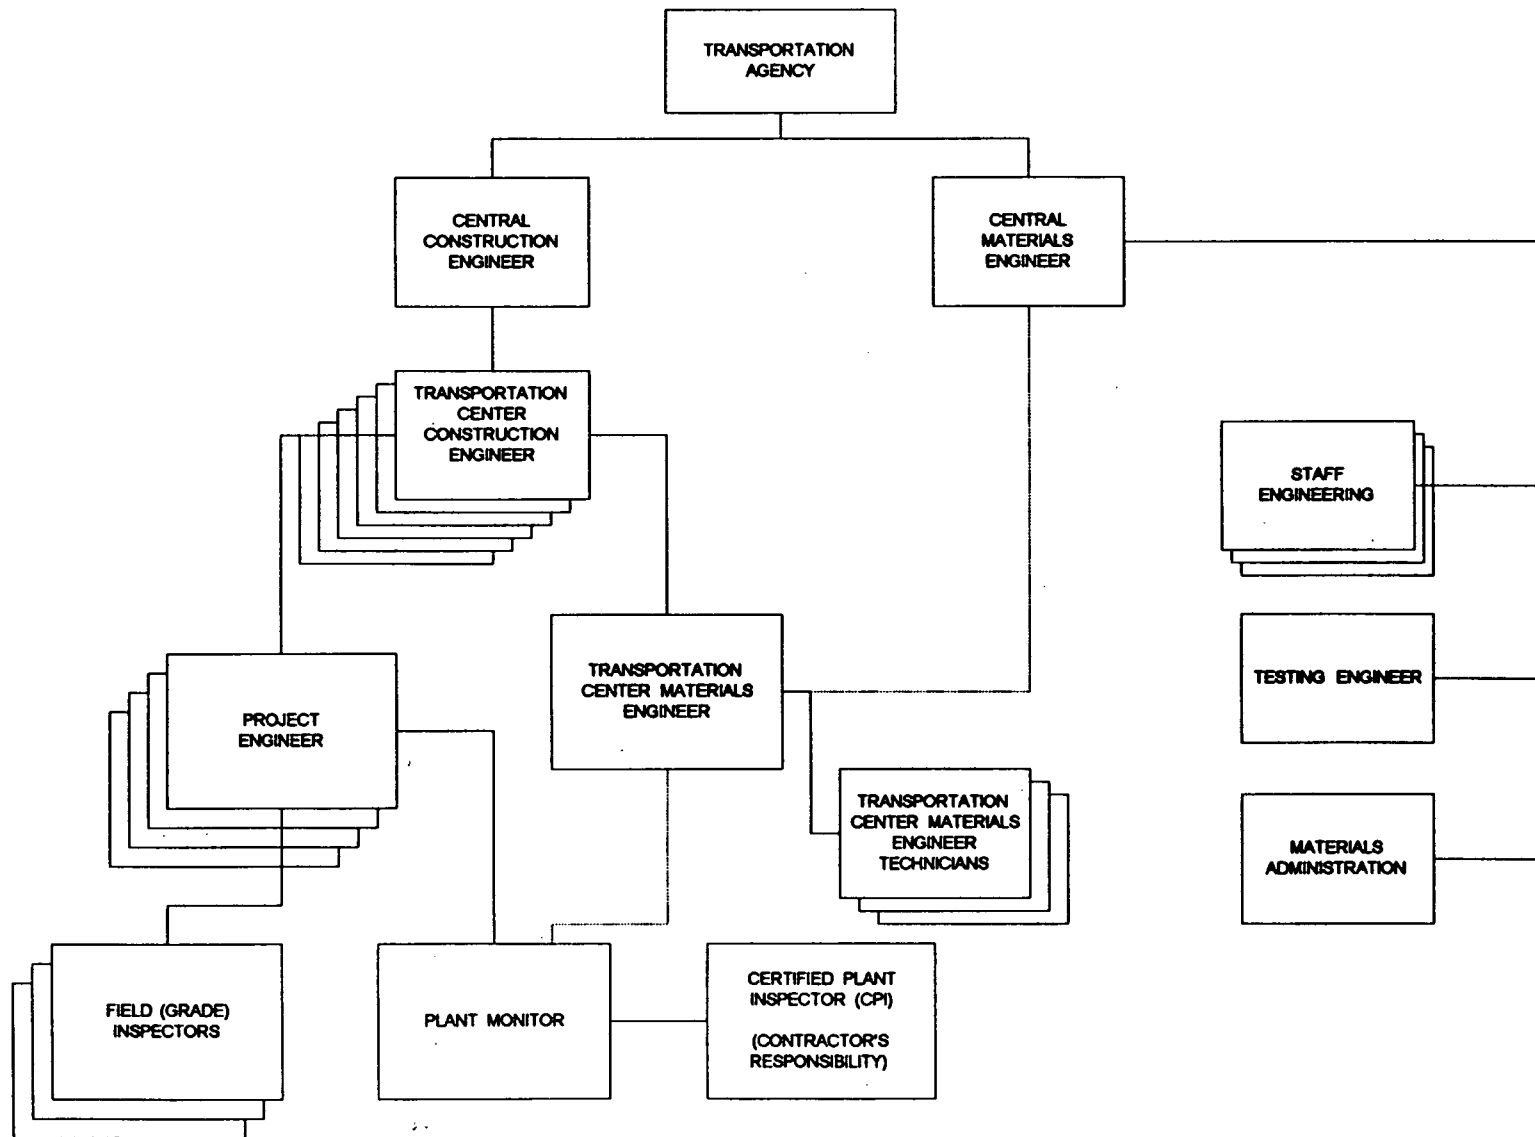 TRANSPORTATION
AGENCY
CENTRAL
CONSTRUCTION
ENGINEER
CENTRAL
MATERIALS
ENGINEER
TRANSPORTATION
CENTER
CONSTRUCTION
ENGINEER
STAFF
ENGINEERING
TRANSPORTATION
CENTER MATERIALS
ENGINEER
TESTING ENGINEER
PROJECT
ENGINEER
TRANSPORTATION
CENTER MATERIALS
ENGINEER
TECHNICIANS
MATERIALS
ADMINISTRATION
FIELD (GRADE)
INSPECTORS
PLANT MONITOR
CERTIFIED PLANT
INSPECTOR (CPI)
(CONTRACTOR'S
RESPONSIBILITY)